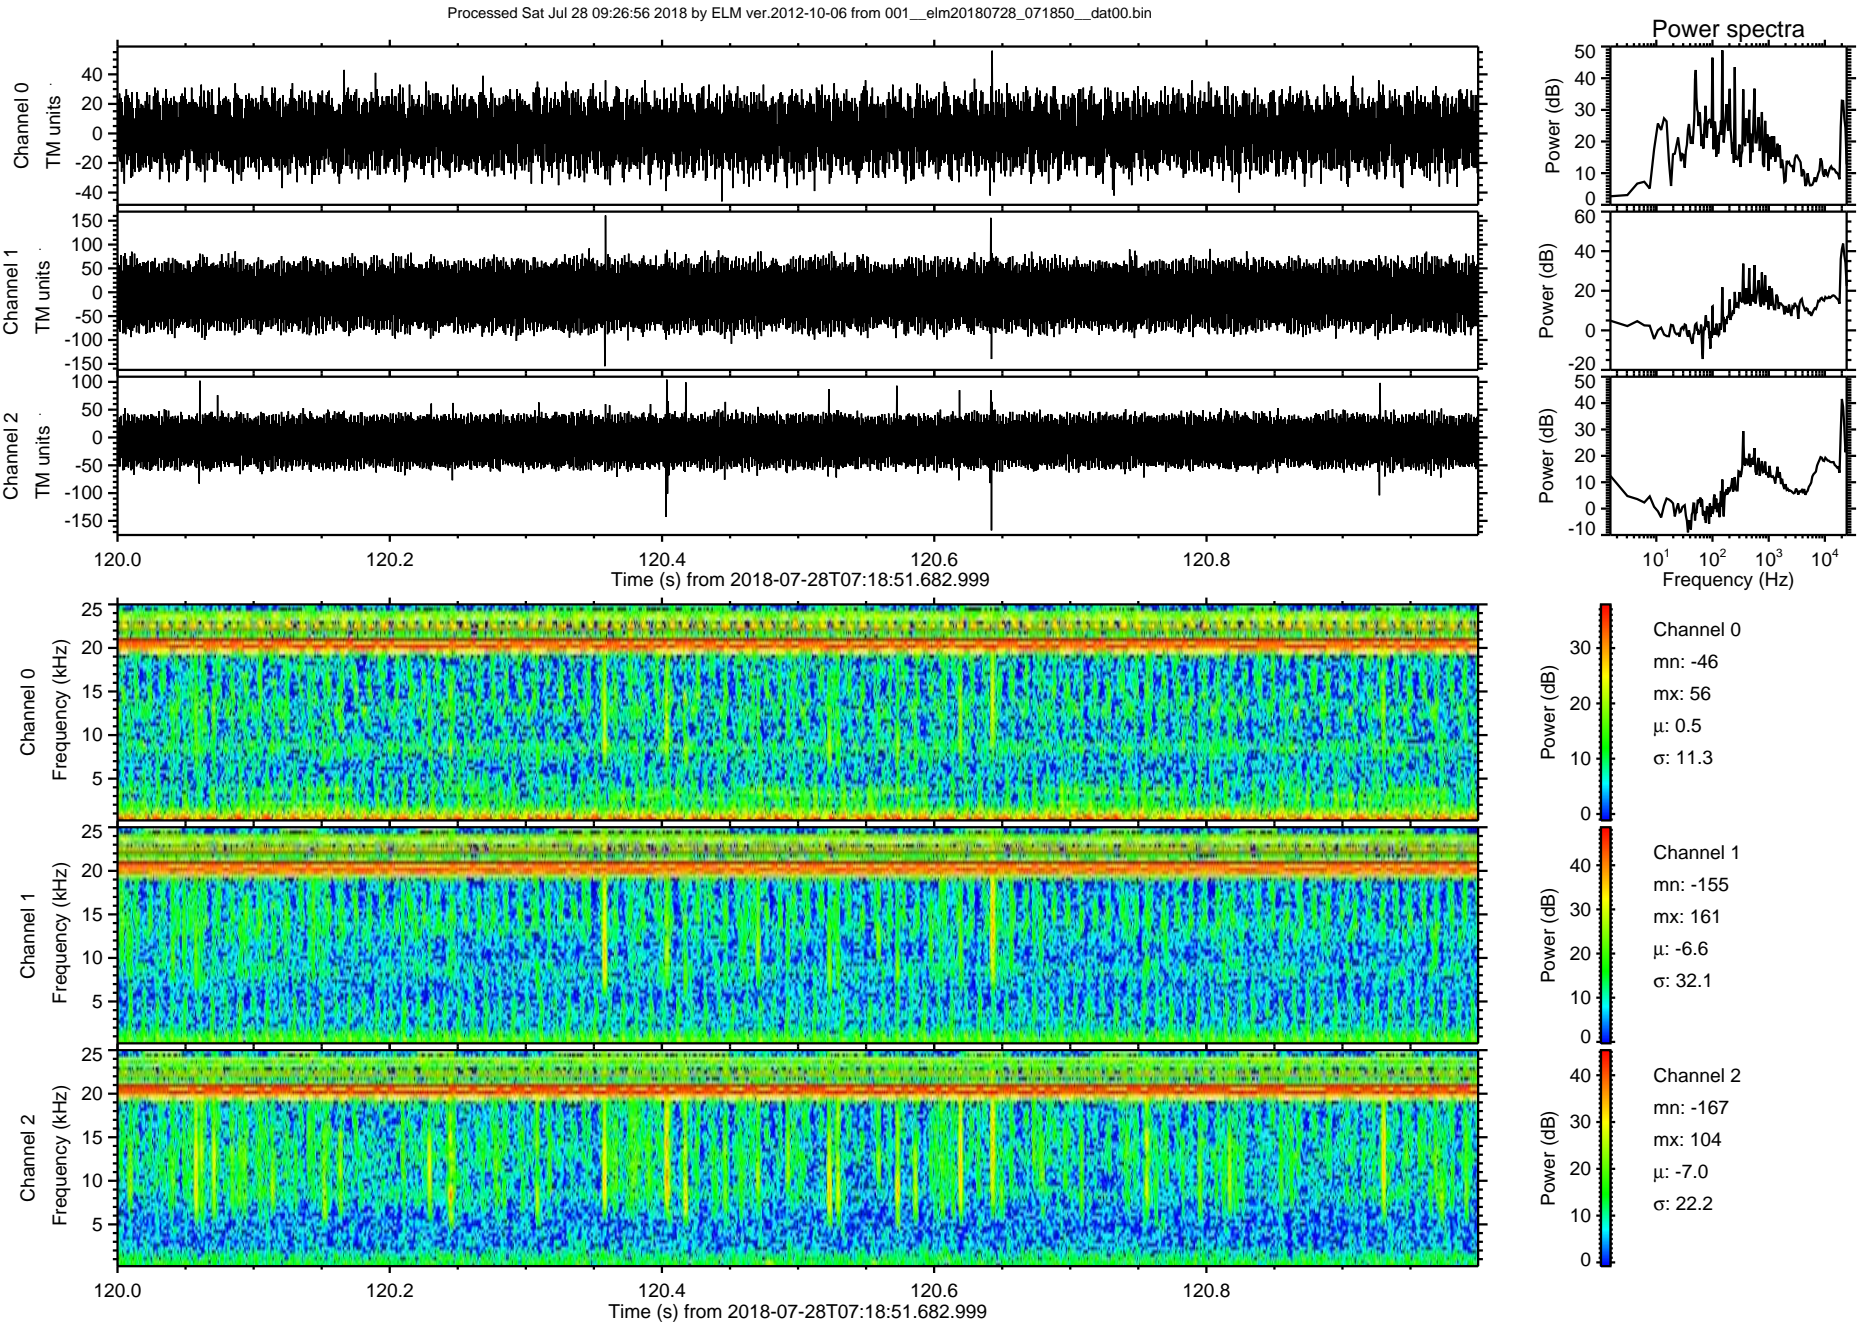 Processed Sat Jul 28 09:26:56 2018 by ELM ver.2012-10-06 from 001__elm20180728_071850__dat00.bin
Power spectra
Channel 0
TM units
40
20
0
-20
-40
Power (dB)
50
40
30
20
10
0
Channel 1
TM units
150
100
50
0
-50
-100
-150
Power (dB)
60
40
20
0
-20
Channel 2
TM units
100
50
0
-50
-100
-150
Power (dB)
50
40
30
20
10
0
-10
120.0 120.2 120.4 120.6 120.8
Time (s) from 2018-07-28T07:18:51.682.999
10¹ 10² 10³ 10⁴
Frequency (Hz)
Channel 0
Frequency (kHz)
25
20
15
10
5
Power (dB)
30
20
10
0
Channel 0
mn: -46
mx: 56
μ: 0.5
σ: 11.3
Channel 1
Frequency (kHz)
25
20
15
10
5
Power (dB)
40
30
20
10
0
Channel 1
mn: -155
mx: 161
μ: -6.6
σ: 32.1
Channel 2
Frequency (kHz)
25
20
15
10
5
Power (dB)
40
30
20
10
0
Channel 2
mn: -167
mx: 104
μ: -7.0
σ: 22.2
120.0 120.2 120.4 120.6 120.8
Time (s) from 2018-07-28T07:18:51.682.999